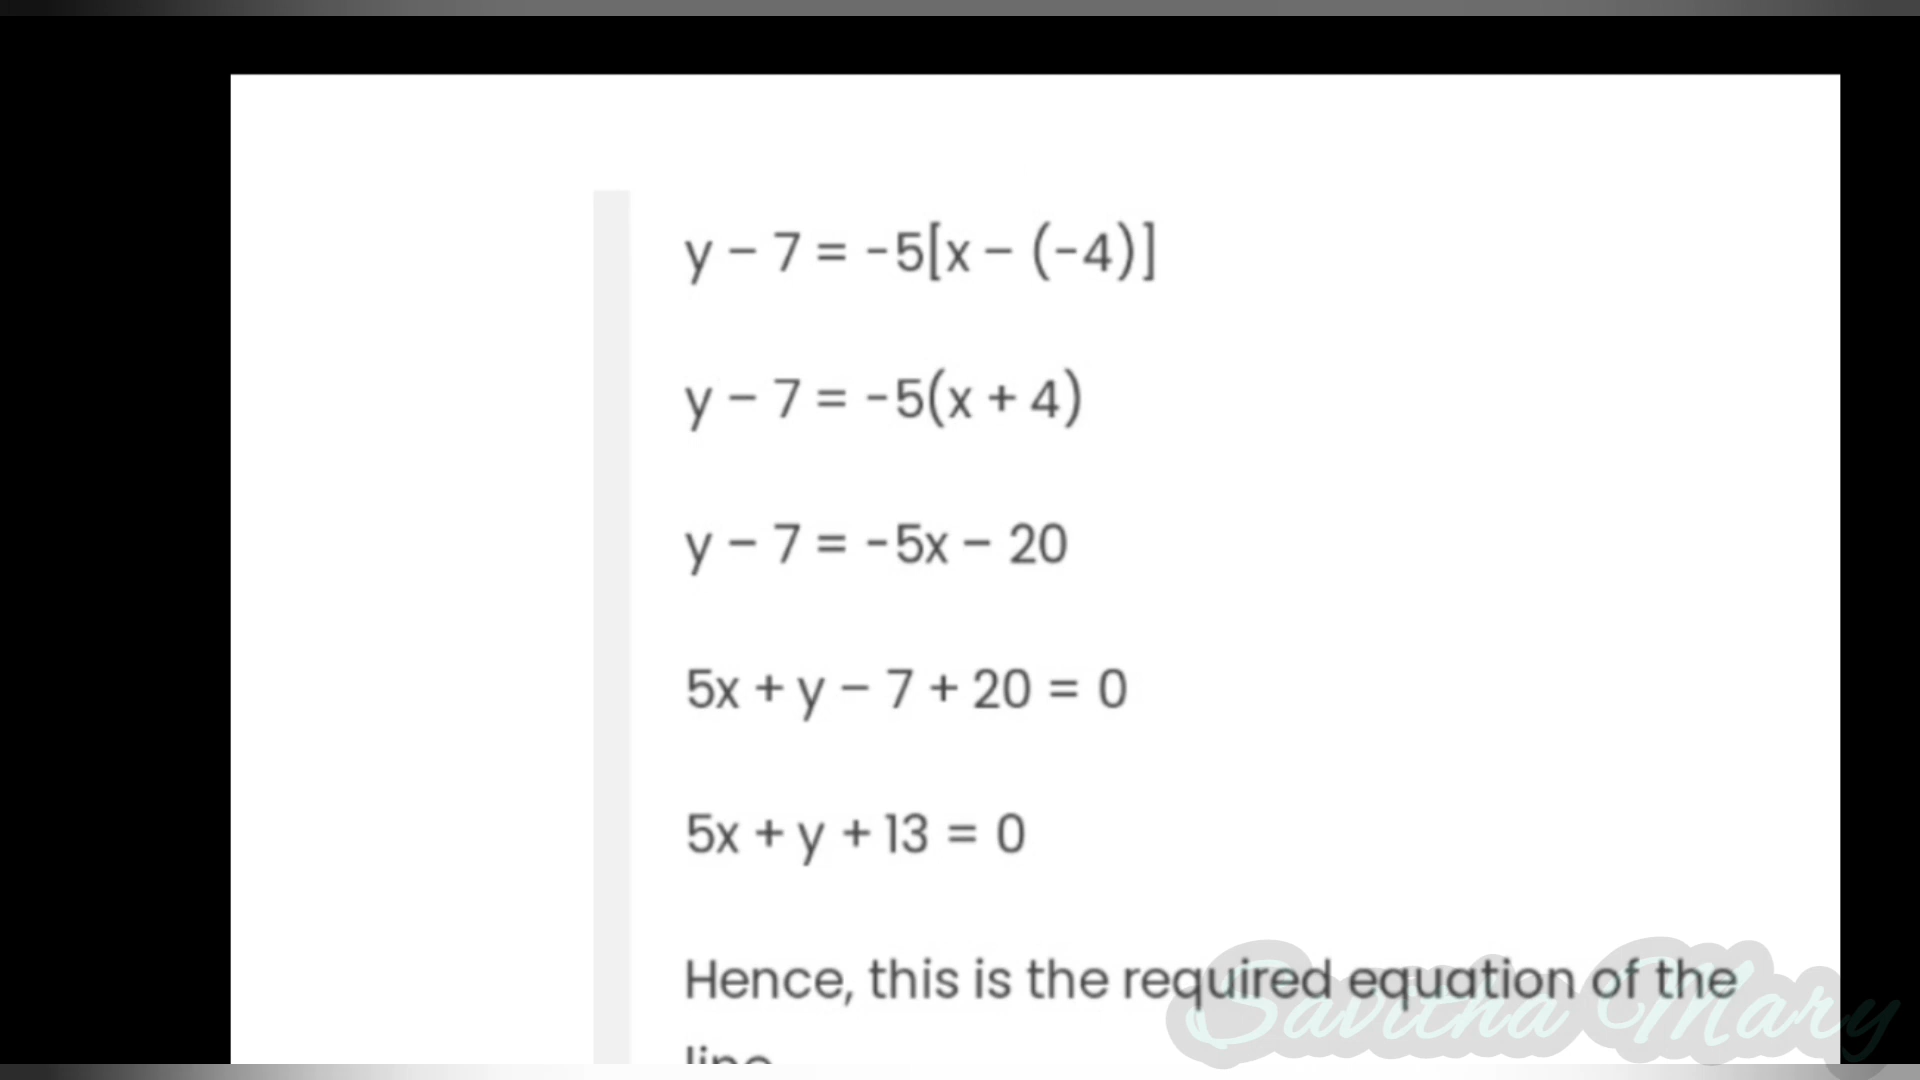 y – 7 = -5[x – (-4)]
y – 7 = -5(x + 4)
y – 7 = -5x – 20
5x + y – 7 + 20 = 0
5x + y + 13 = 0
Hence, this is the required equation of the
line
Savitha Mary